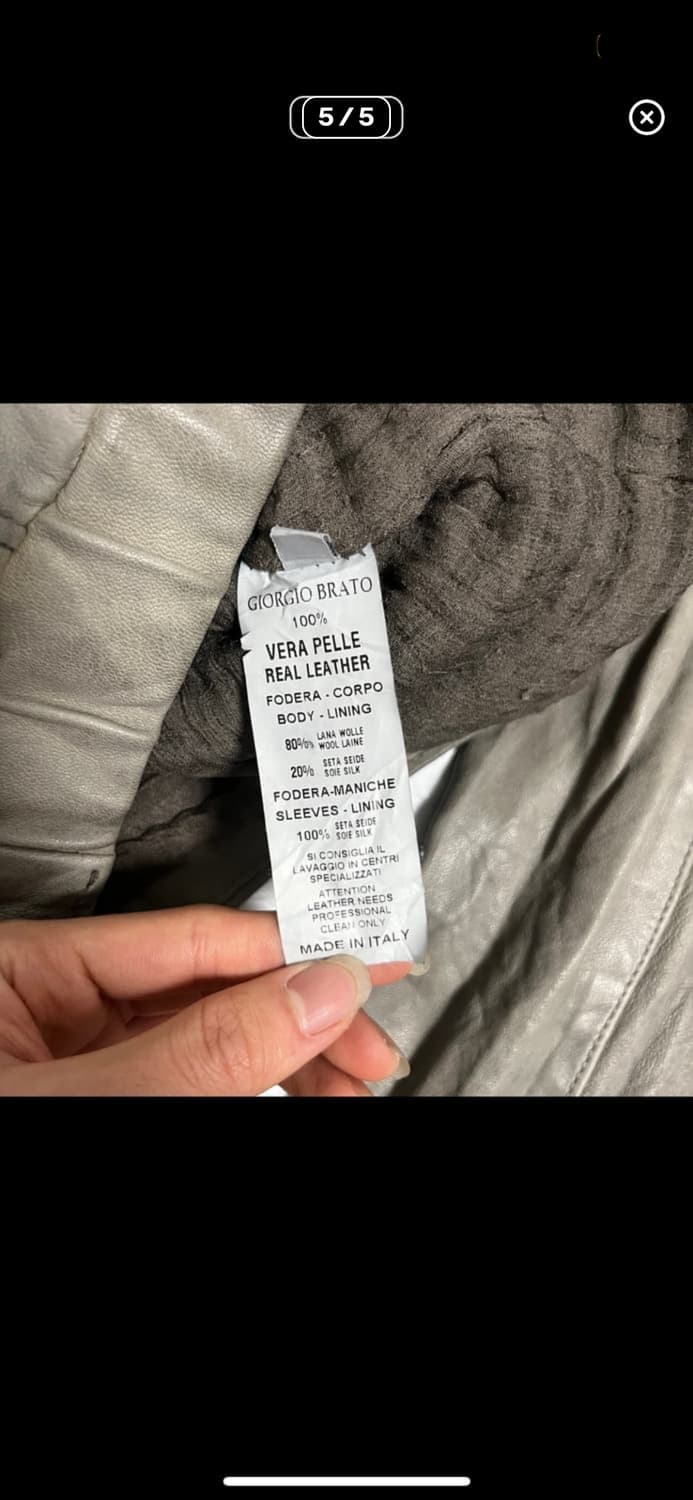 5/5
GIORGIO BRATO
100%
VERA PELLE
REAL LEATHER
FODERA - CORPO
BODY - LINING
80% LANA WOLLE
WOOL LAINE
20% SETA SEIDE
SOIE SILK
FODERA-MANICHE
SLEEVES - LINING
100% SETA SEIDE
SOIE SILK
SI CONSIGLIA IL
LAVAGGIO IN CENTRI
SPECIALIZZATI
ATTENTION
LEATHER NEEDS
PROFESSIONAL
CLEAN ONLY
MADE IN ITALY